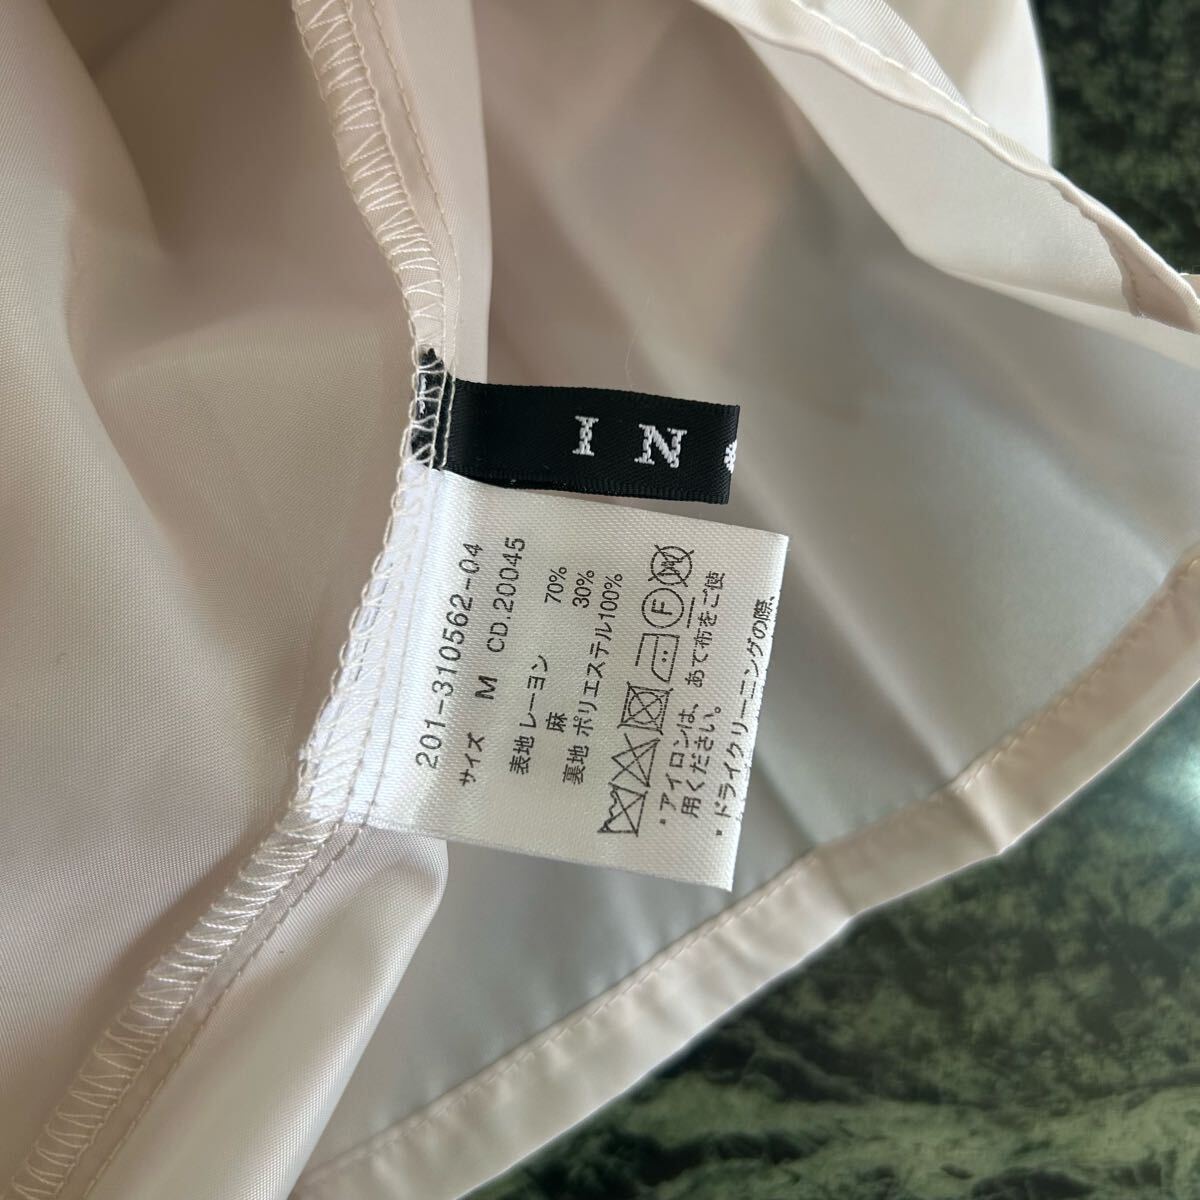 I N
201-310562-04
サイズ M CD.20045
表地 レーヨン 70%
麻 30%
裏地 ポリエステル100%
F
*アイロンは、あて布をご使
用ください。
*ドライクリーニングの際、